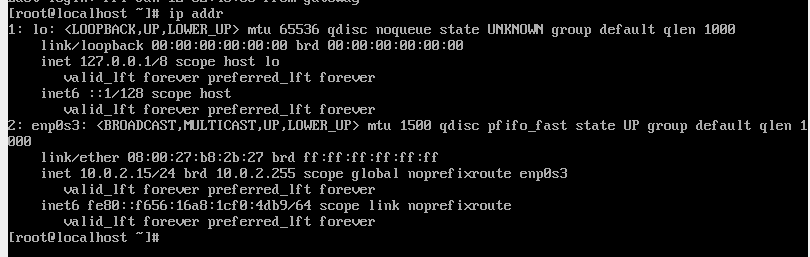 [root@localhost ~]# ip addr
1: lo: <LOOPBACK,UP,LOWER_UP> mtu 65536 qdisc noqueue state UNKNOWN group default qlen 1000
    link/loopback 00:00:00:00:00:00 brd 00:00:00:00:00:00
    inet 127.0.0.1/8 scope host lo
       valid_lft forever preferred_lft forever
    inet6 ::1/128 scope host
       valid_lft forever preferred_lft forever
2: enp0s3: <BROADCAST,MULTICAST,UP,LOWER_UP> mtu 1500 qdisc pfifo_fast state UP group default qlen 1
000
    link/ether 08:00:27:b8:2b:27 brd ff:ff:ff:ff:ff:ff
    inet 10.0.2.15/24 brd 10.0.2.255 scope global noprefixroute enp0s3
       valid_lft forever preferred_lft forever
    inet6 fe80::f656:16a8:1cf0:4db9/64 scope link noprefixroute
       valid_lft forever preferred_lft forever
[root@localhost ~]#